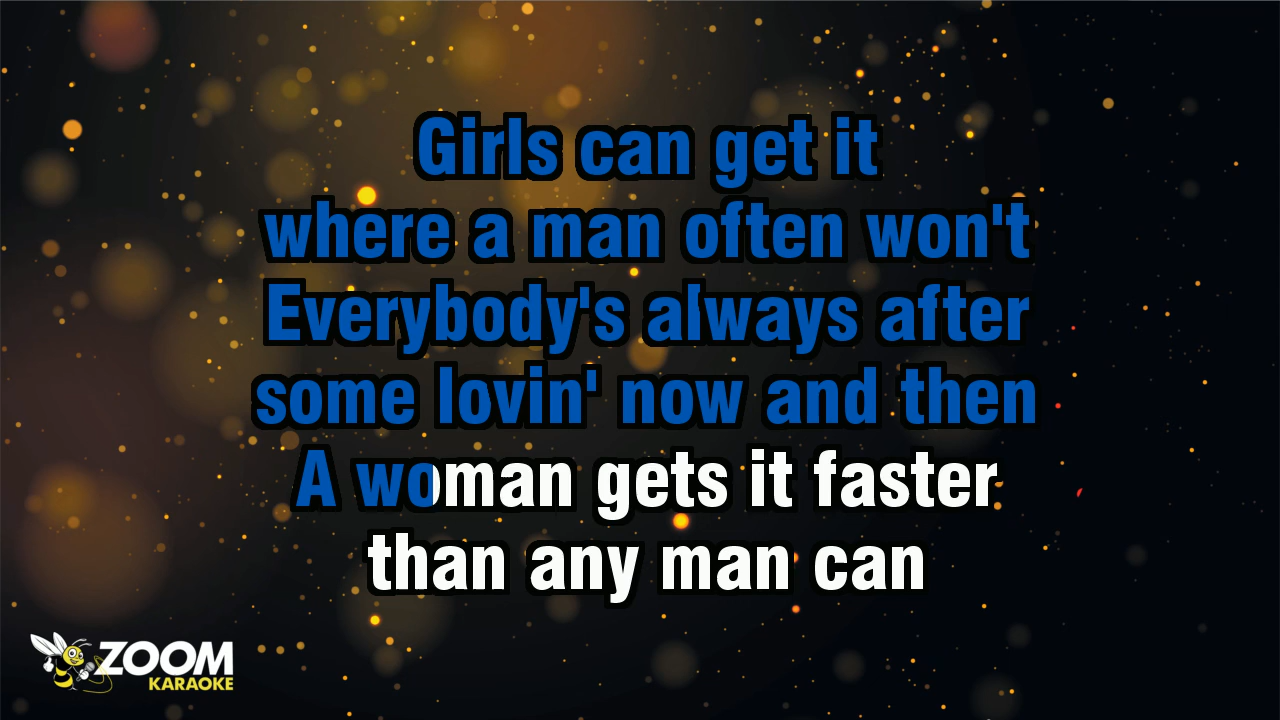 Girls can get it
where a man often won't
Everybody's always after
some lovin' now and then
A woman gets it faster
than any man can
ZOOM
KARAOKE